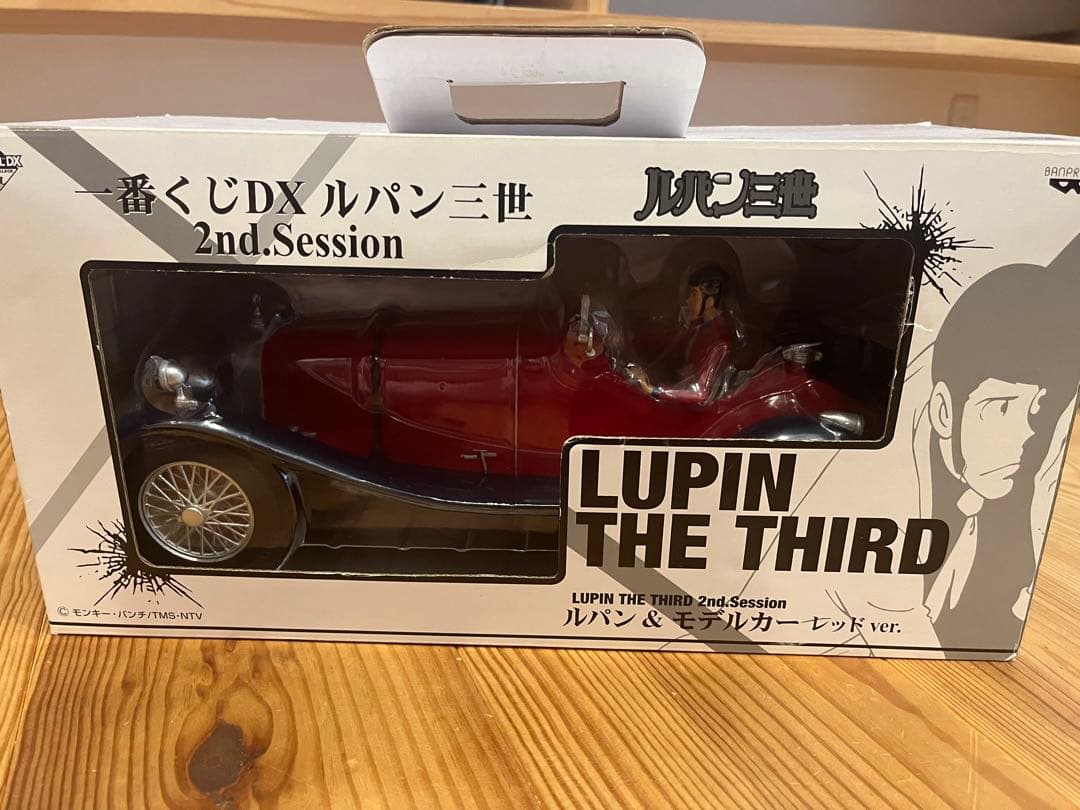 一番くじDX ルパン三世
2nd.Session
ルパン三世
BANPR
LUPIN
THE THIRD
LUPIN THE THIRD 2nd.Session
ルパン & モデルカー レッド ver.
© モンキー・パンチ/TMS・NTV